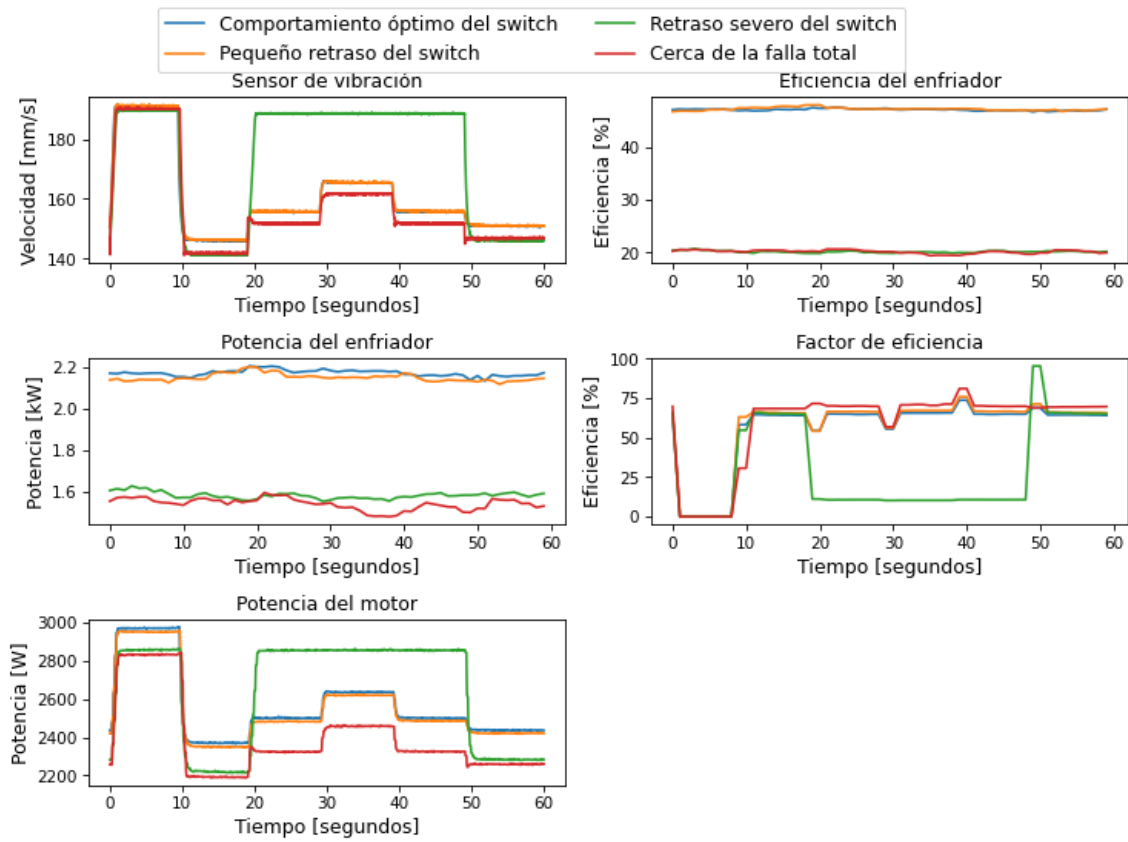 Comportamiento óptimo del switch
Retraso severo del switch
Pequeño retraso del switch
Cerca de la falla total
Sensor de vibración
Velocidad [mm/s]
180
160
140
0 10 20 30 40 50 60
Tiempo [segundos]
Eficiencia del enfriador
Eficiencia [%]
40
30
20
0 10 20 30 40 50 60
Tiempo [segundos]
Potencia del enfriador
Potencia [kW]
2.2
2.0
1.8
1.6
0 10 20 30 40 50 60
Tiempo [segundos]
Factor de eficiencia
Eficiencia [%]
100
75
50
25
0
0 10 20 30 40 50 60
Tiempo [segundos]
Potencia del motor
Potencia [W]
3000
2800
2600
2400
2200
0 10 20 30 40 50 60
Tiempo [segundos]